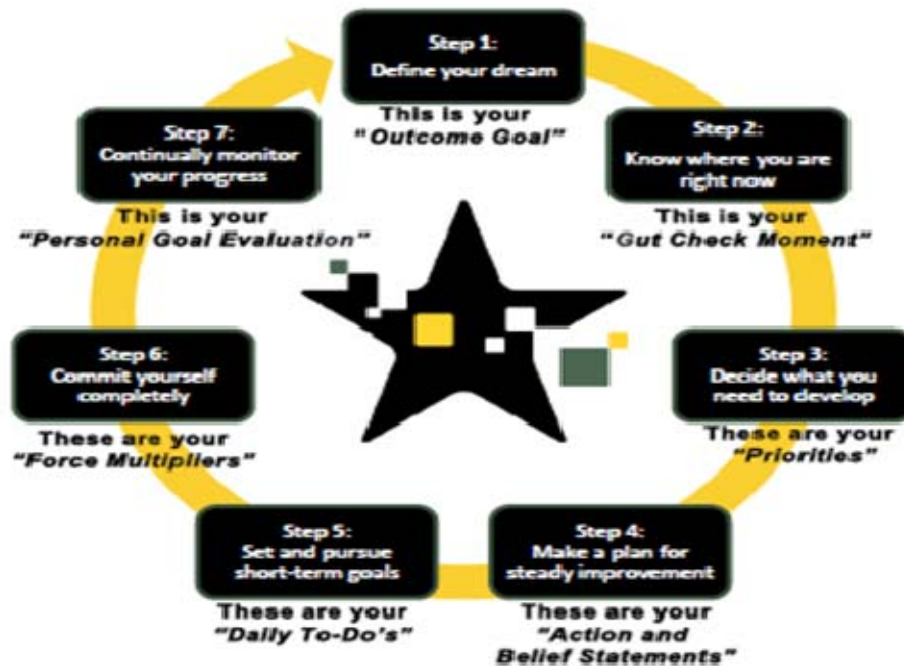 Step 1:
Define your dream
This is your
"Outcome Goal"
Step 2:
Know where you are
right now
This is your
"Gut Check Moment"
Step 3:
Decide what you
need to develop
These are your
"Priorities"
Step 4:
Make a plan for
steady improvement
These are your
"Action and
Belief Statements"
Step 5:
Set and pursue
short-term goals
These are your
"Daily To-Do's"
Step 6:
Commit yourself
completely
These are your
"Force Multipliers"
Step 7:
Continually monitor
your progress
This is your
"Personal Goal Evaluation"